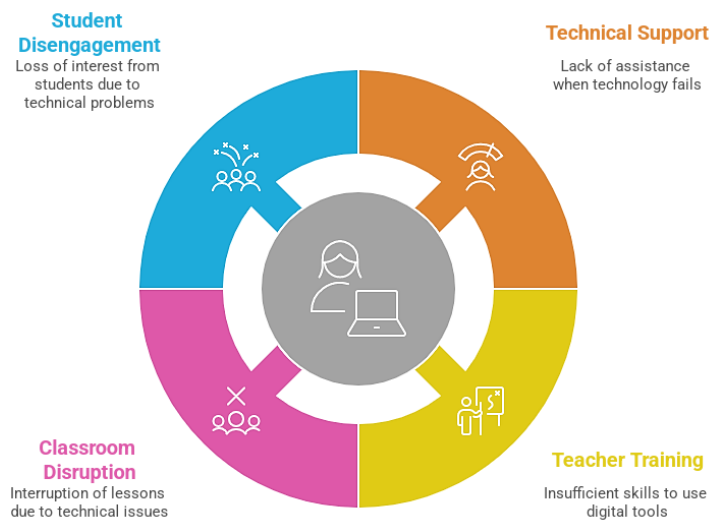 Student
Disengagement
Loss of interest from
students due to
technical problems
Technical Support
Lack of assistance
when technology fails
Classroom
Disruption
Interruption of lessons
due to technical issues
Teacher Training
Insufficient skills to use
digital tools